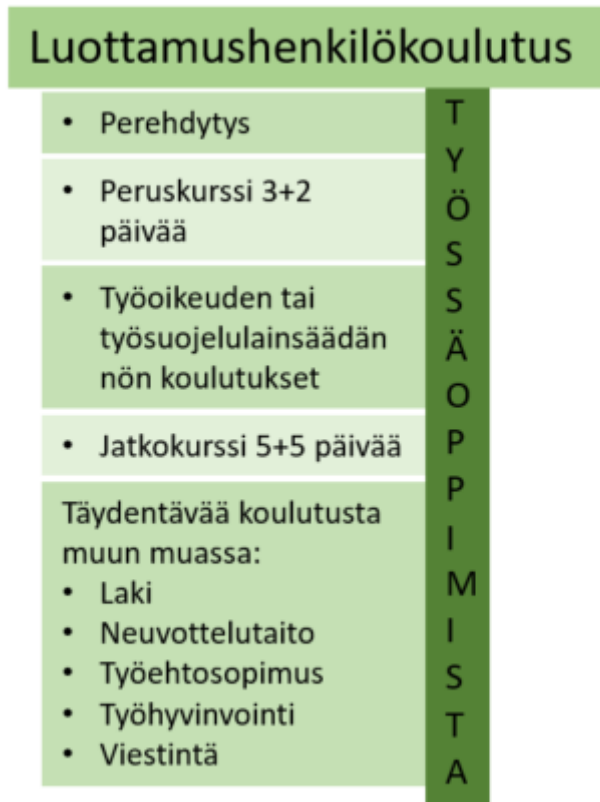 Luottamushenkilökoulutus
• Perehdytys
• Peruskurssi 3+2
päivää
• Työoikeuden tai
työsuojelulainsäädän
nön koulutukset
• Jatkokurssi 5+5 päivää
Täydentävää koulutusta
muun muassa:
• Laki
• Neuvottelutaito
• Työehtosopimus
• Työhyvinvointi
• Viestintä
T
Y
Ö
S
S
Ä
O
P
P
I
M
I
S
T
A